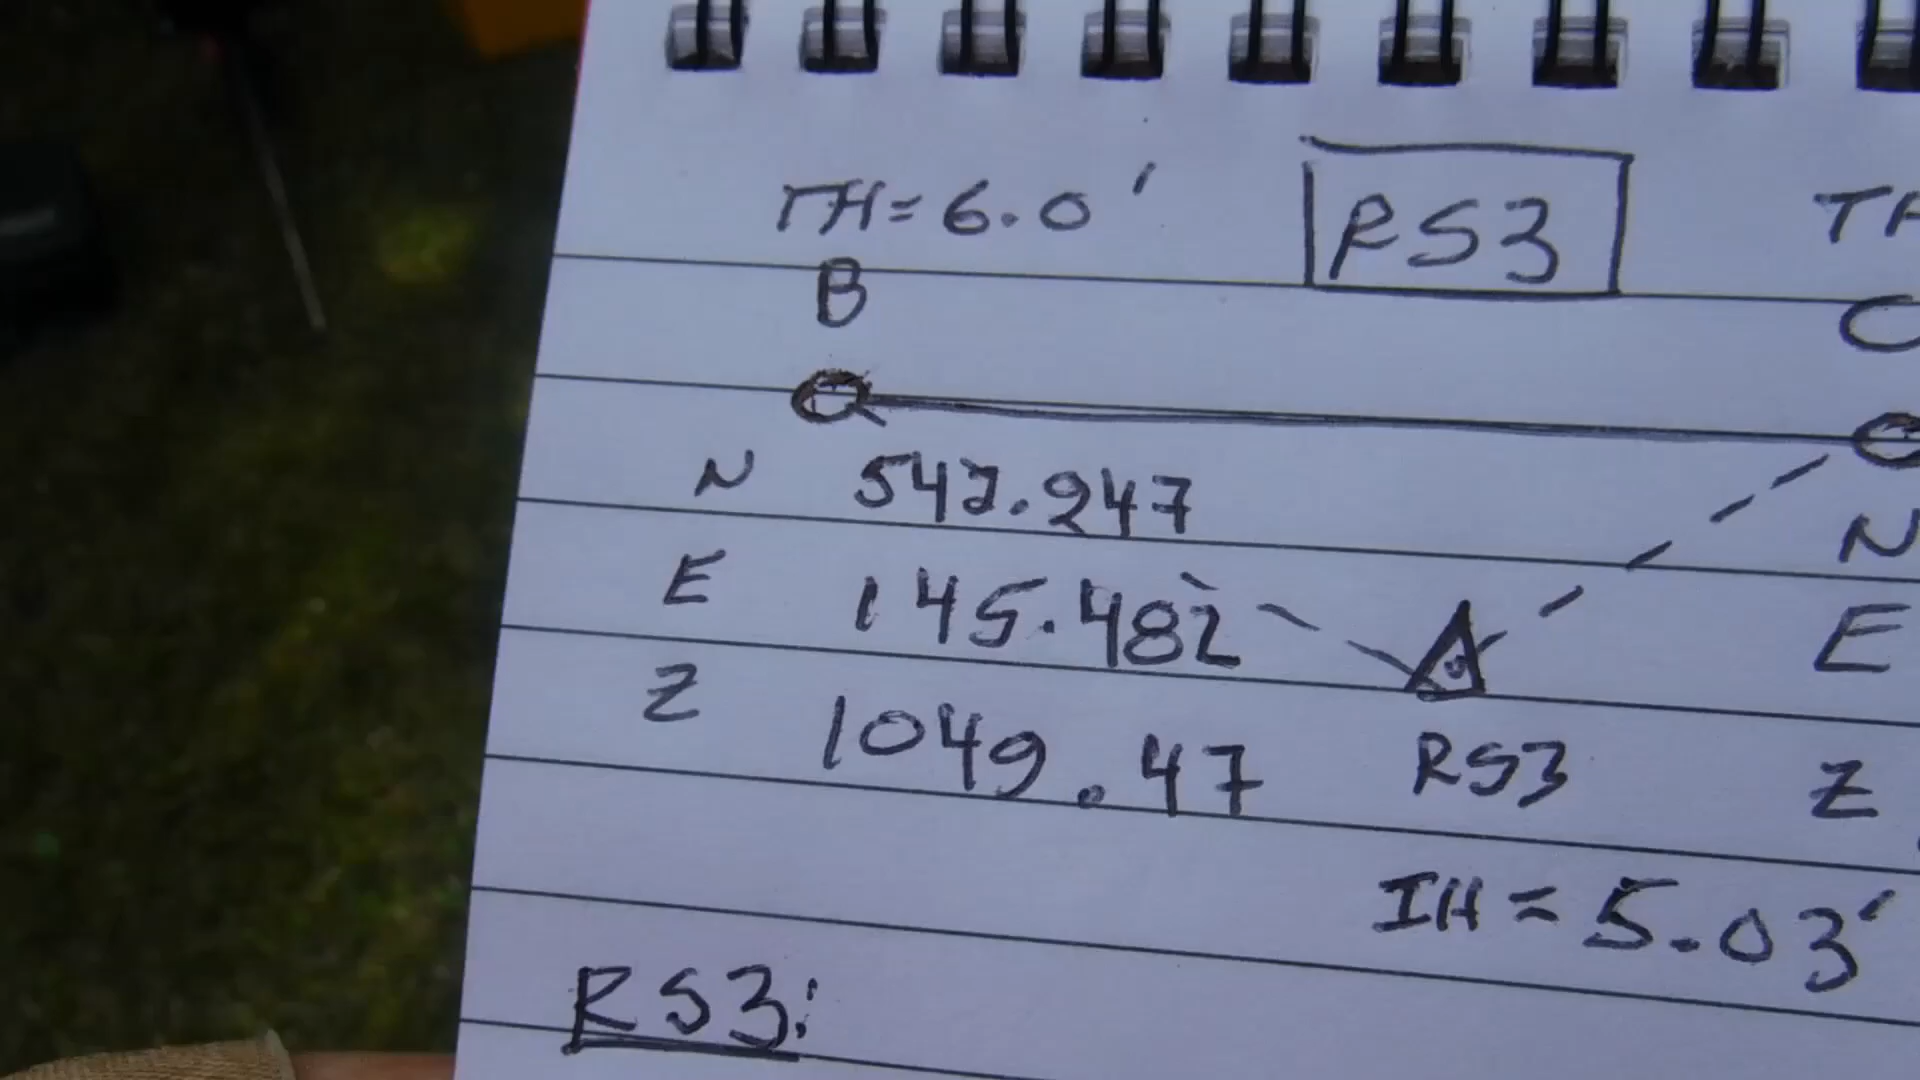 TH = 6.0'
RS3
B
N 542.247
E 145.482
Z 1049.47
RS3
N
E
Z
IH = 5.03'
RS3: